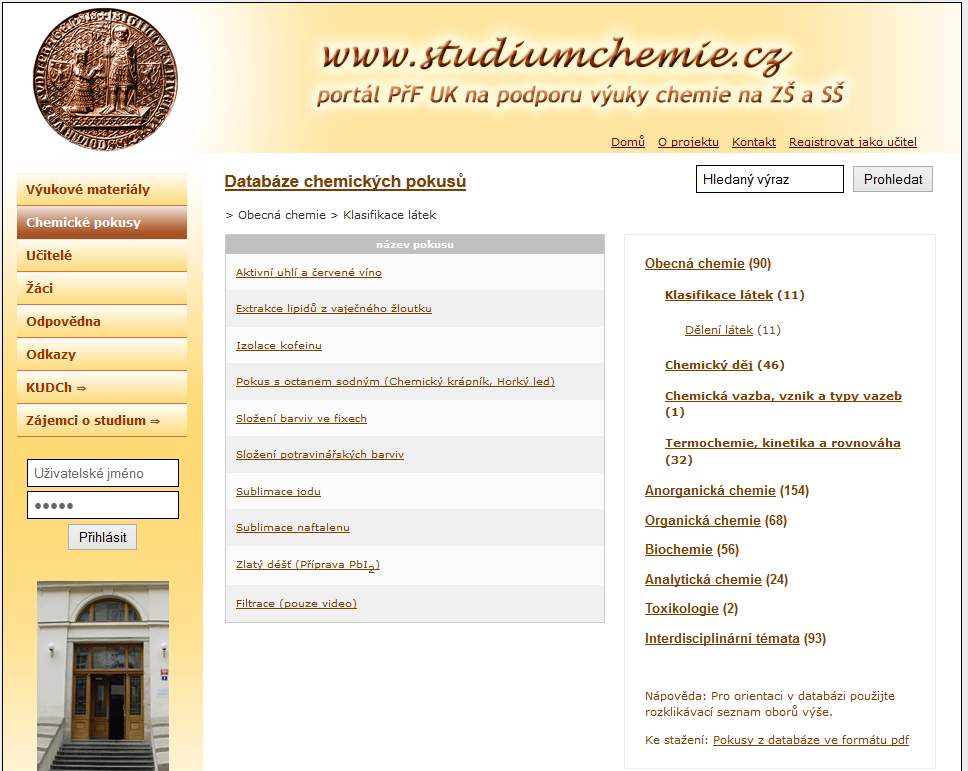 www.studiumchemie.cz
portál PřF UK na podporu výuky chemie na ZŠ a SŠ
Domů O projektu Kontakt Registrovat jako učitel
Výukové materiály
Chemické pokusy
Učitelé
Žáci
Odpovědna
Odkazy
KUDCh ⇒
Zájemci o studium ⇒
Uživatelské jméno
•••••
Přihlásit
Databáze chemických pokusů
Hledaný výraz
Prohledat
> Obecná chemie > Klasifikace látek
název pokusu
Aktivní uhlí a červené víno
Extrakce lipidů z vaječného žloutku
Izolace kofeinu
Pokus s octanem sodným (Chemický krápník, Horký led)
Složení barviv ve fixech
Složení potravinářských barviv
Sublimace jodu
Sublimace naftalenu
Zlatý déšť (Příprava PbI₂)
Filtrace (pouze video)
Obecná chemie (90)
Klasifikace látek (11)
Dělení látek (11)
Chemický děj (46)
Chemická vazba, vznik a typy vazeb
(1)
Termochemie, kinetika a rovnováha
(32)
Anorganická chemie (154)
Organická chemie (68)
Biochemie (56)
Analytická chemie (24)
Toxikologie (2)
Interdisciplinární témata (93)
Nápověda: Pro orientaci v databázi použijte
rozklikávací seznam oborů výše.
Ke stažení: Pokusy z databáze ve formátu pdf